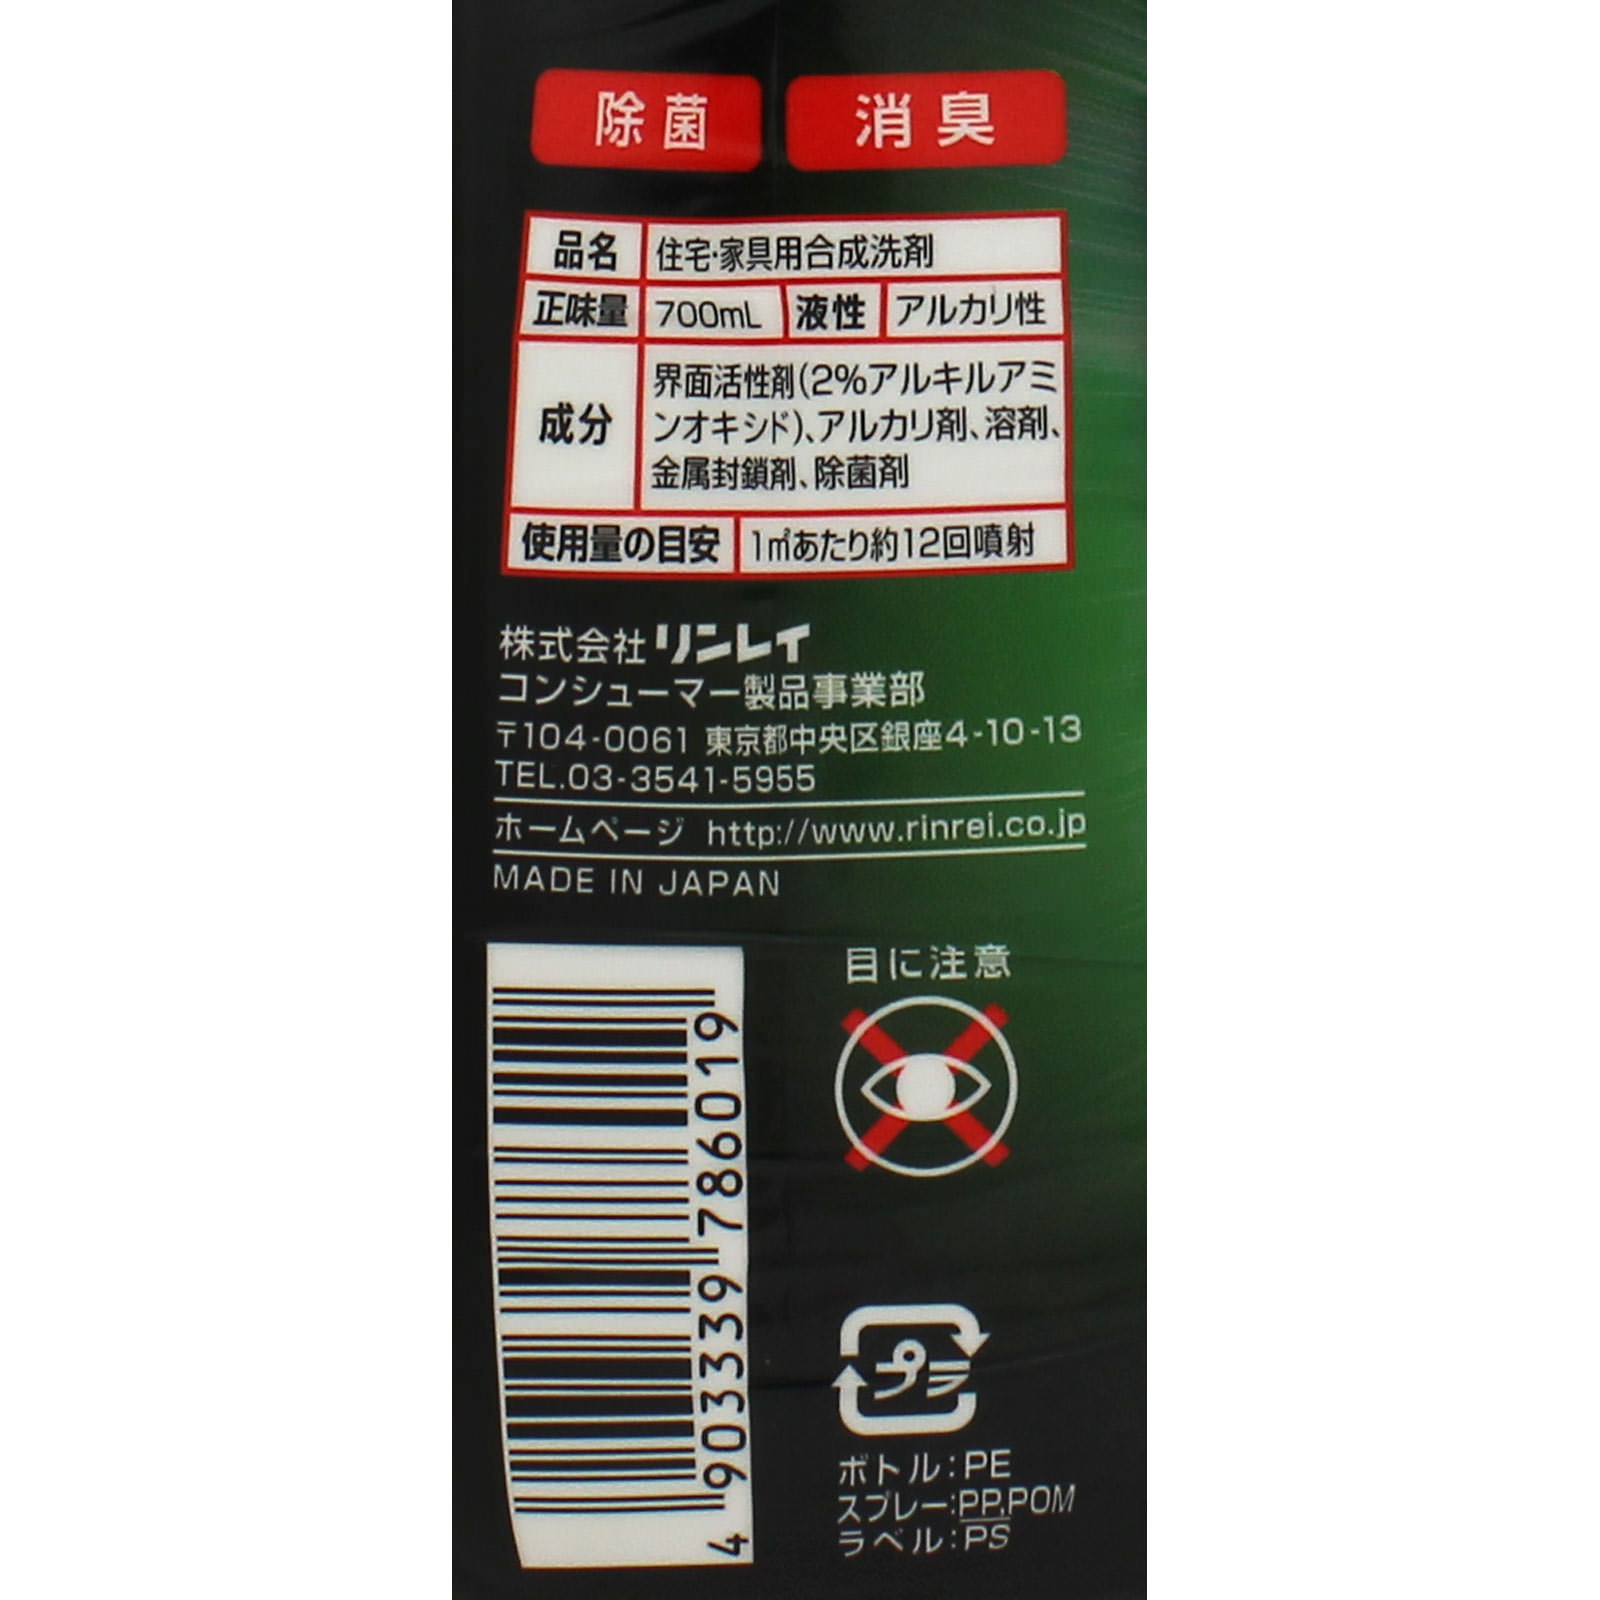 除菌 消臭
品名 住宅・家具用合成洗剤
正味量 700mL 液性 アルカリ性
成分 界面活性剤(2%アルキルアミ
ンオキシド)、アルカリ剤、溶剤、
金属封鎖剤、除菌剤
使用量の目安 1㎡あたり約12回噴射
株式会社リンレイ
コンシューマー製品事業部
〒104-0061 東京都中央区銀座4-10-13
TEL.03-3541-5955
ホームページ http://www.rinrei.co.jp
MADE IN JAPAN
4 903339 786019
目に注意
プラ
ボトル:PE
スプレー:PP,POM
ラベル:PS